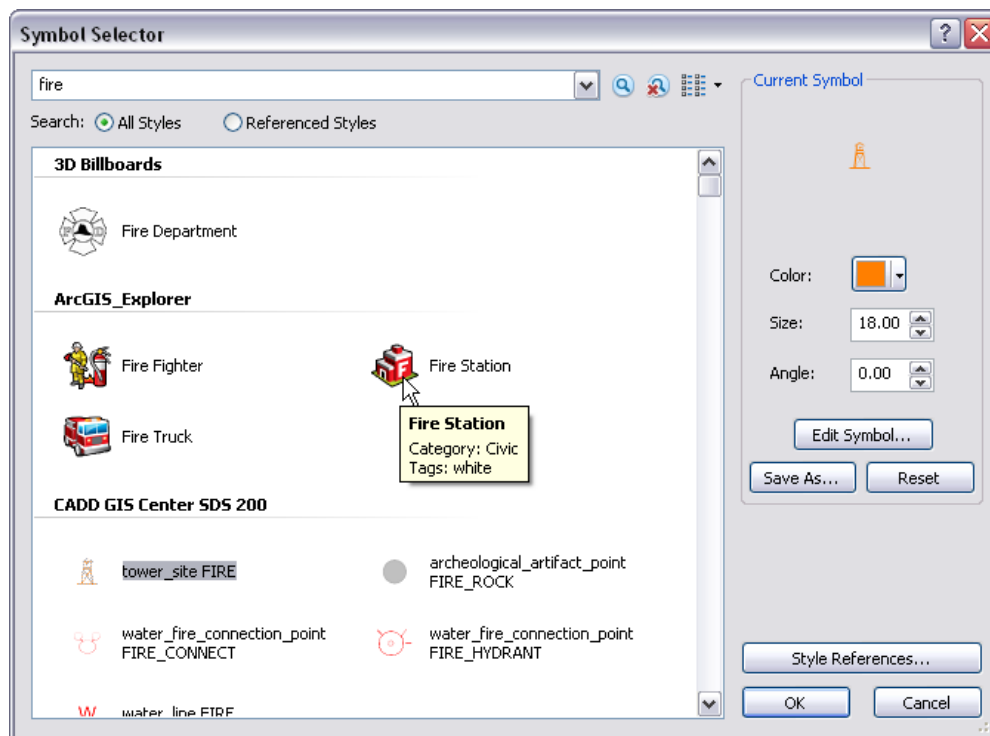 Symbol Selector
fire
Search: All Styles Referenced Styles
3D Billboards
F D
Fire Department
ArcGIS_Explorer
Fire Fighter
F
Fire Station
Fire Truck
Fire Station
Category: Civic
Tags: white
CADD GIS Center SDS 200
tower_site FIRE
archeological_artifact_point
FIRE_ROCK
water_fire_connection_point
FIRE_CONNECT
water_fire_connection_point
FIRE_HYDRANT
W
water_line FIRE
Current Symbol
Color:
Size: 18.00
Angle: 0.00
Edit Symbol...
Save As... Reset
Style References...
OK Cancel